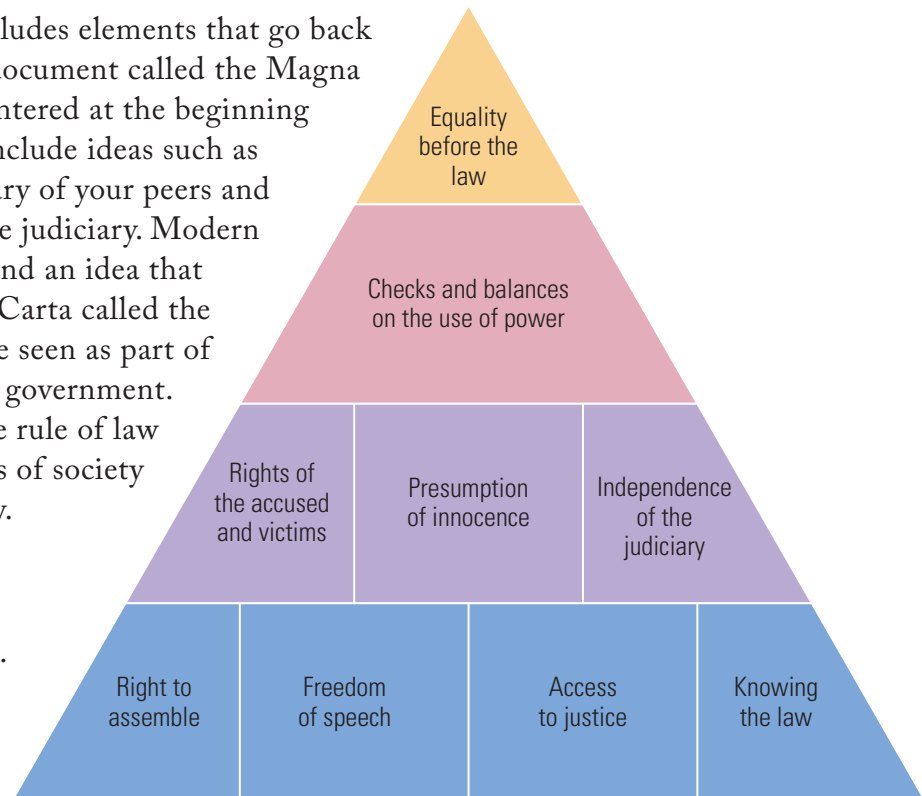 ludes elements that go back
document called the Magna
ntered at the beginning
nclude ideas such as
ury of your peers and
e judiciary. Modern
nd an idea that
Carta called the
e seen as part of
government.
e rule of law
s of society
y.
.
Equality
before the
law
Checks and balances
on the use of power
Rights of
the accused
and victims
Presumption
of innocence
Independence
of the
judiciary
Right to
assemble
Freedom
of speech
Access
to justice
Knowing
the law